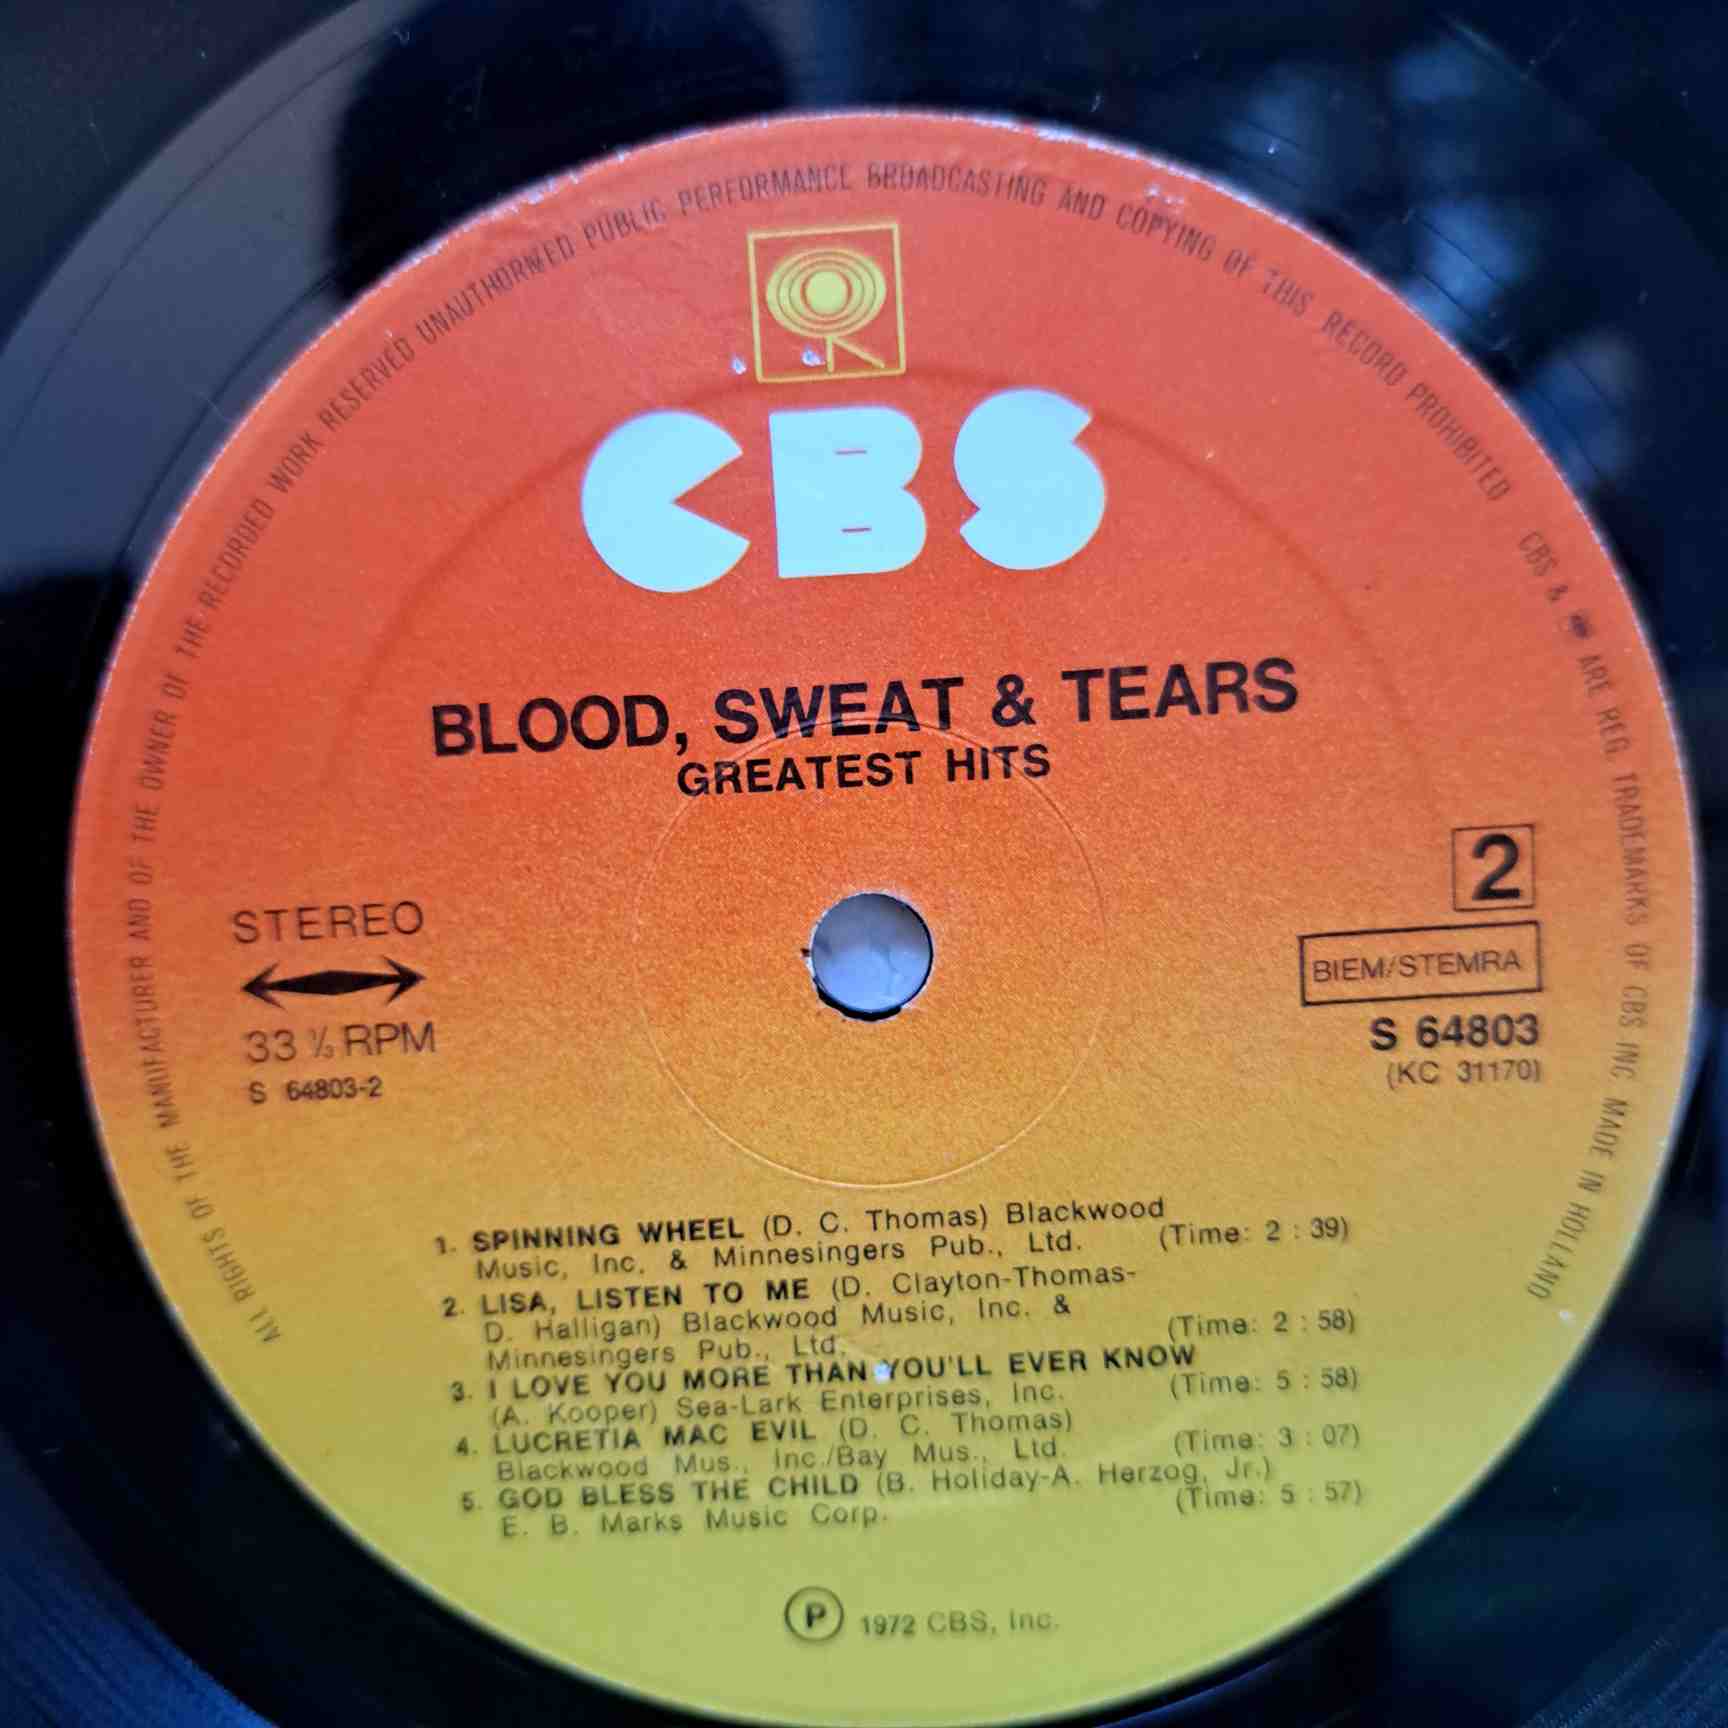 ALL RIGHTS OF THE MANUFACTURER AND OF THE OWNER OF THE RECORDED WORK RESERVED UNAUTHORIZED PUBLIC PERFORMANCE BROADCASTING AND COPYING OF THIS RECORD PROHIBITED
CBS & ARE REG. TRADEMARKS OF CBS INC MADE IN HOLLAND
CBS
BLOOD, SWEAT & TEARS
GREATEST HITS
STEREO
33 ⅓ RPM
S 64803-2
2
BIEM/STEMRA
S 64803
(KC 31170)
1. SPINNING WHEEL (D. C. Thomas) Blackwood
Music, Inc. & Minnesingers Pub., Ltd. (Time: 2 : 39)
2. LISA, LISTEN TO ME (D. Clayton-Thomas-
D. Halligan) Blackwood Music, Inc. &
Minnesingers Pub., Ltd. (Time: 2 : 58)
3. I LOVE YOU MORE THAN YOU'LL EVER KNOW
(A. Kooper) Sea-Lark Enterprises, Inc. (Time: 5 : 58)
4. LUCRETIA MAC EVIL (D. C. Thomas)
Blackwood Mus., Inc./Bay Mus., Ltd. (Time: 3 : 07)
5. GOD BLESS THE CHILD (B. Holiday-A. Herzog, Jr.)
E. B. Marks Music Corp. (Time: 5 : 57)
Ⓟ 1972 CBS, Inc.